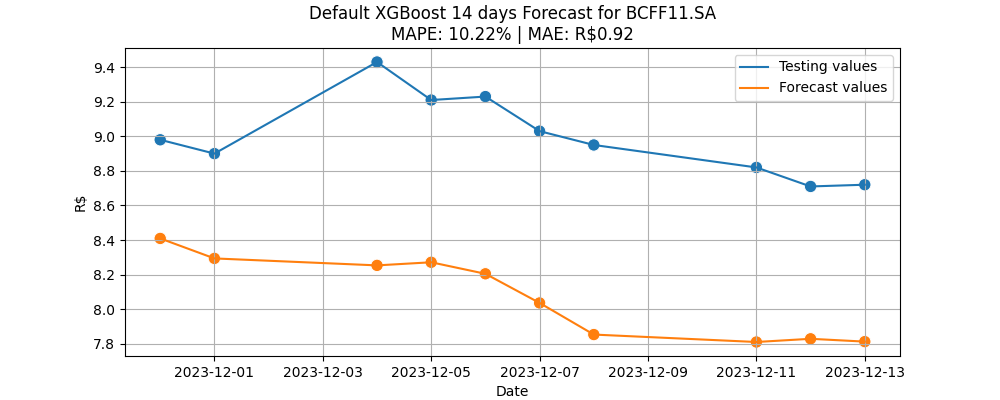 Default XGBoost 14 days Forecast for BCFF11.SA
MAPE: 10.22% | MAE: R$0.92
Testing values
Forecast values
9.4
9.2
9.0
8.8
8.6
8.4
8.2
8.0
7.8
R$
2023-12-01
2023-12-03
2023-12-05
2023-12-07
2023-12-09
2023-12-11
2023-12-13
Date